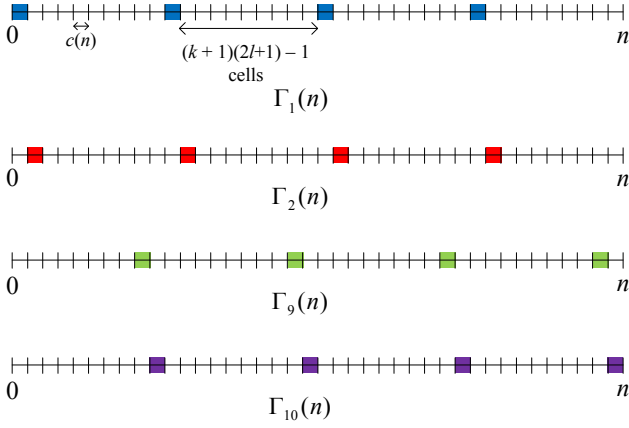 0 n
c(n)
(k + 1)(2l+1) – 1
cells
Γ₁(n)
0 n
Γ₂(n)
0 n
Γ₉(n)
0 n
Γ₁₀(n)